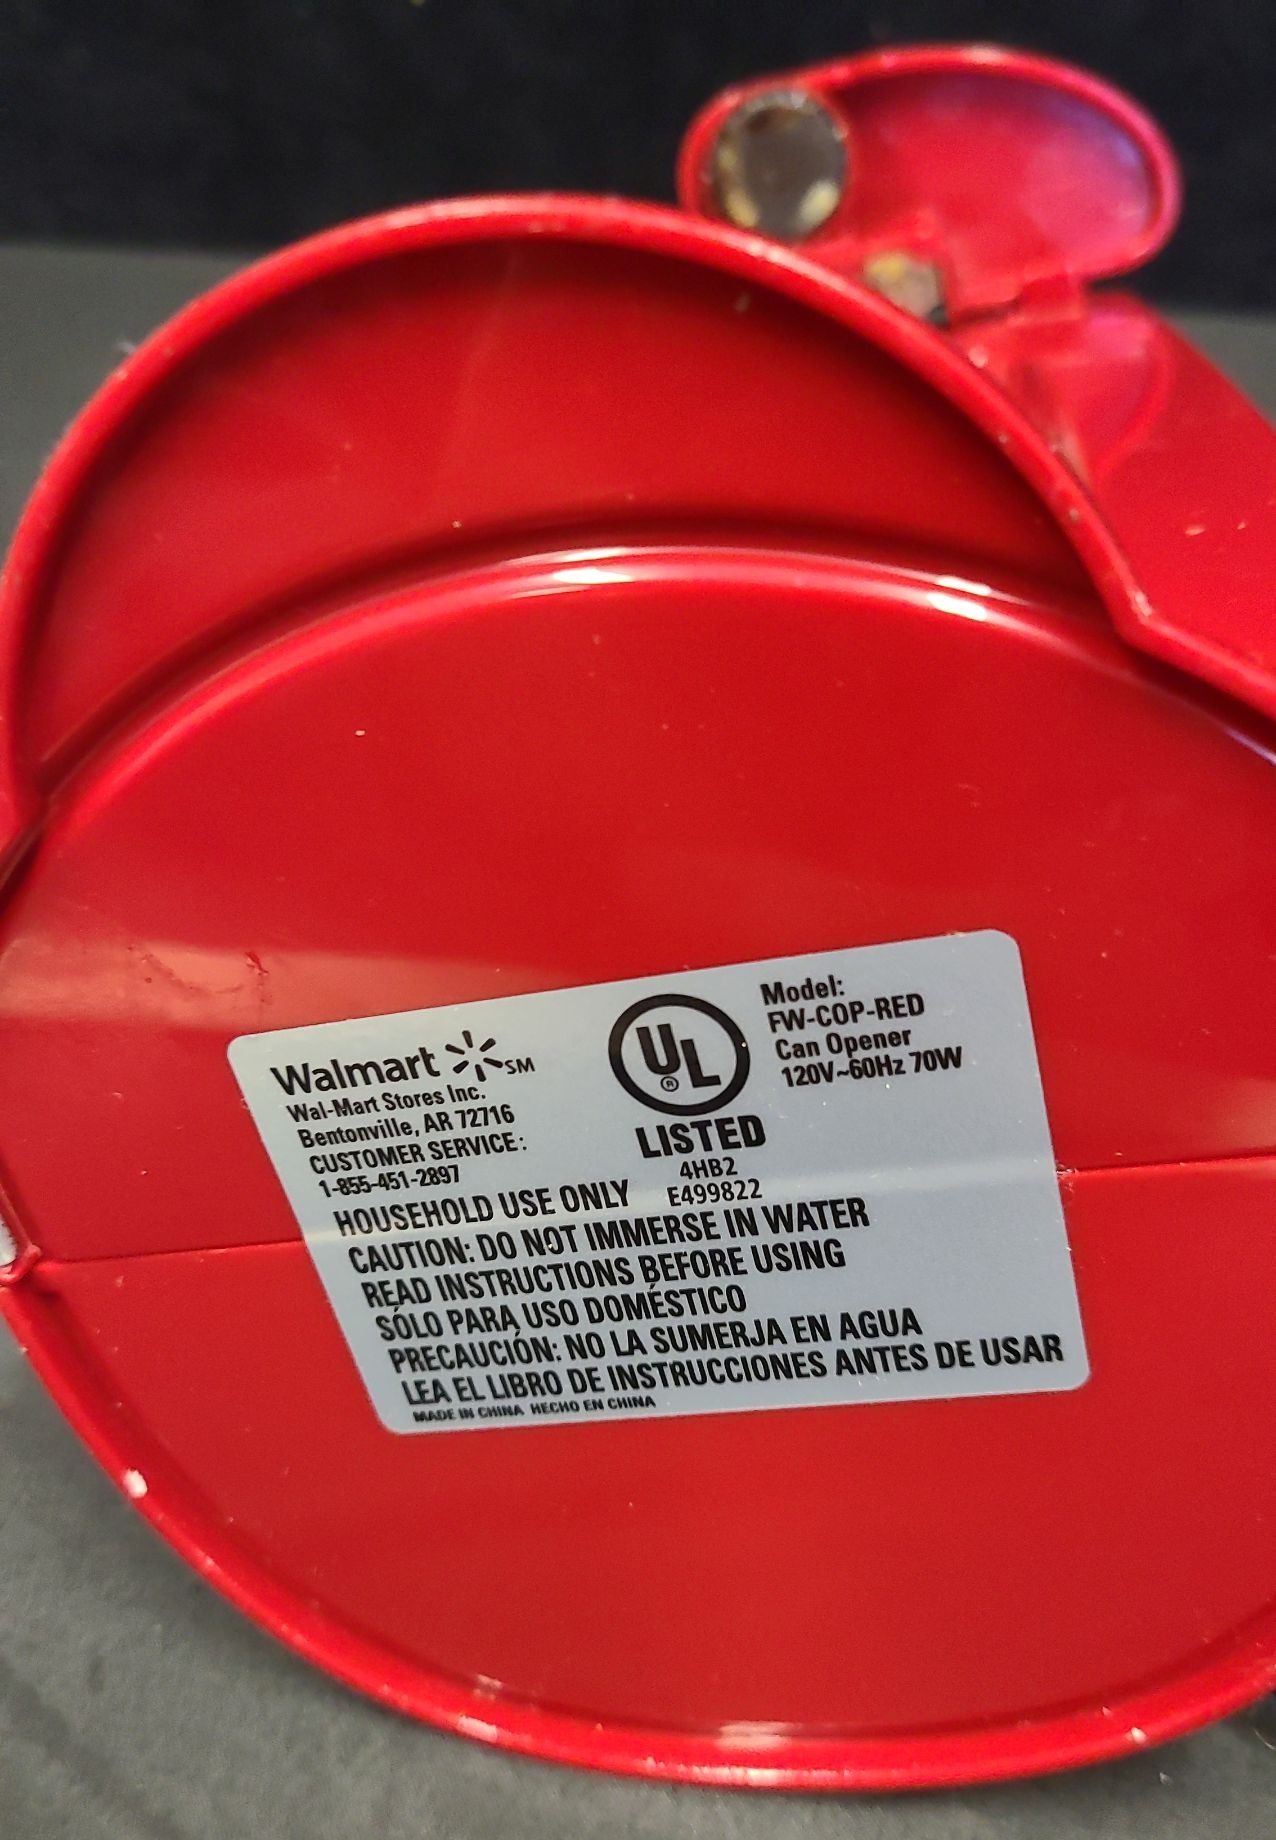 Walmart SM
Wal-Mart Stores Inc.
Bentonville, AR 72716
CUSTOMER SERVICE:
1-855-451-2897
UL
®
LISTED
4HB2
E499822
Model:
FW-COP-RED
Can Opener
120V~60Hz 70W
HOUSEHOLD USE ONLY
CAUTION: DO NOT IMMERSE IN WATER
READ INSTRUCTIONS BEFORE USING
SÓLO PARA USO DOMÉSTICO
PRECAUCIÓN: NO LA SUMERJA EN AGUA
LEA EL LIBRO DE INSTRUCCIONES ANTES DE USAR
MADE IN CHINA HECHO EN CHINA